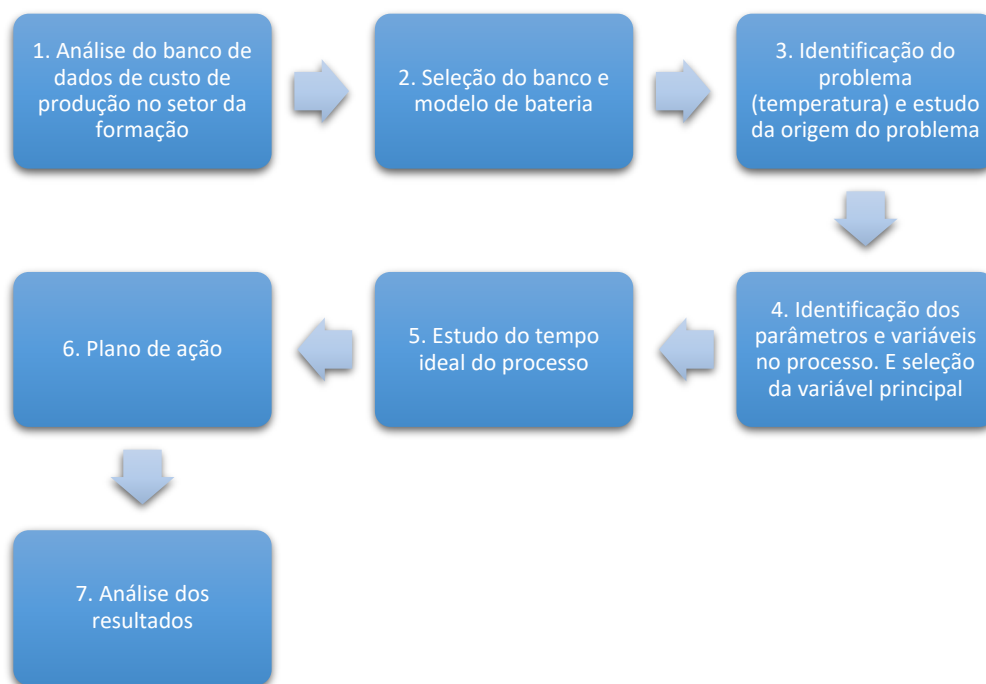 1. Análise do banco de
dados de custo de
produção no setor da
formação
2. Seleção do banco e
modelo de bateria
3. Identificação do
problema
(temperatura) e estudo
da origem do problema
4. Identificação dos
parâmetros e variáveis
no processo. E seleção
da variável principal
5. Estudo do tempo
ideal do processo
6. Plano de ação
7. Análise dos
resultados